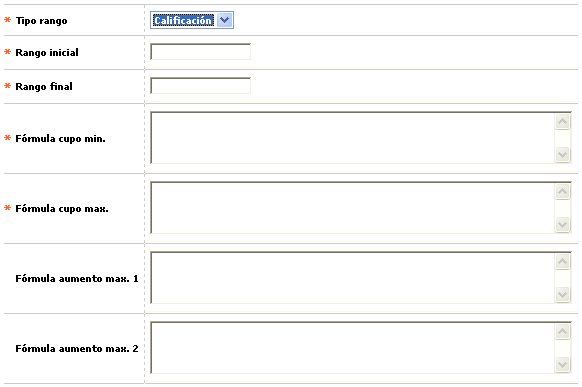 * Tipo rango Calificación
* Rango inicial
* Rango final
* Fórmula cupo min.
* Fórmula cupo max.
Fórmula aumento max. 1
Fórmula aumento max. 2